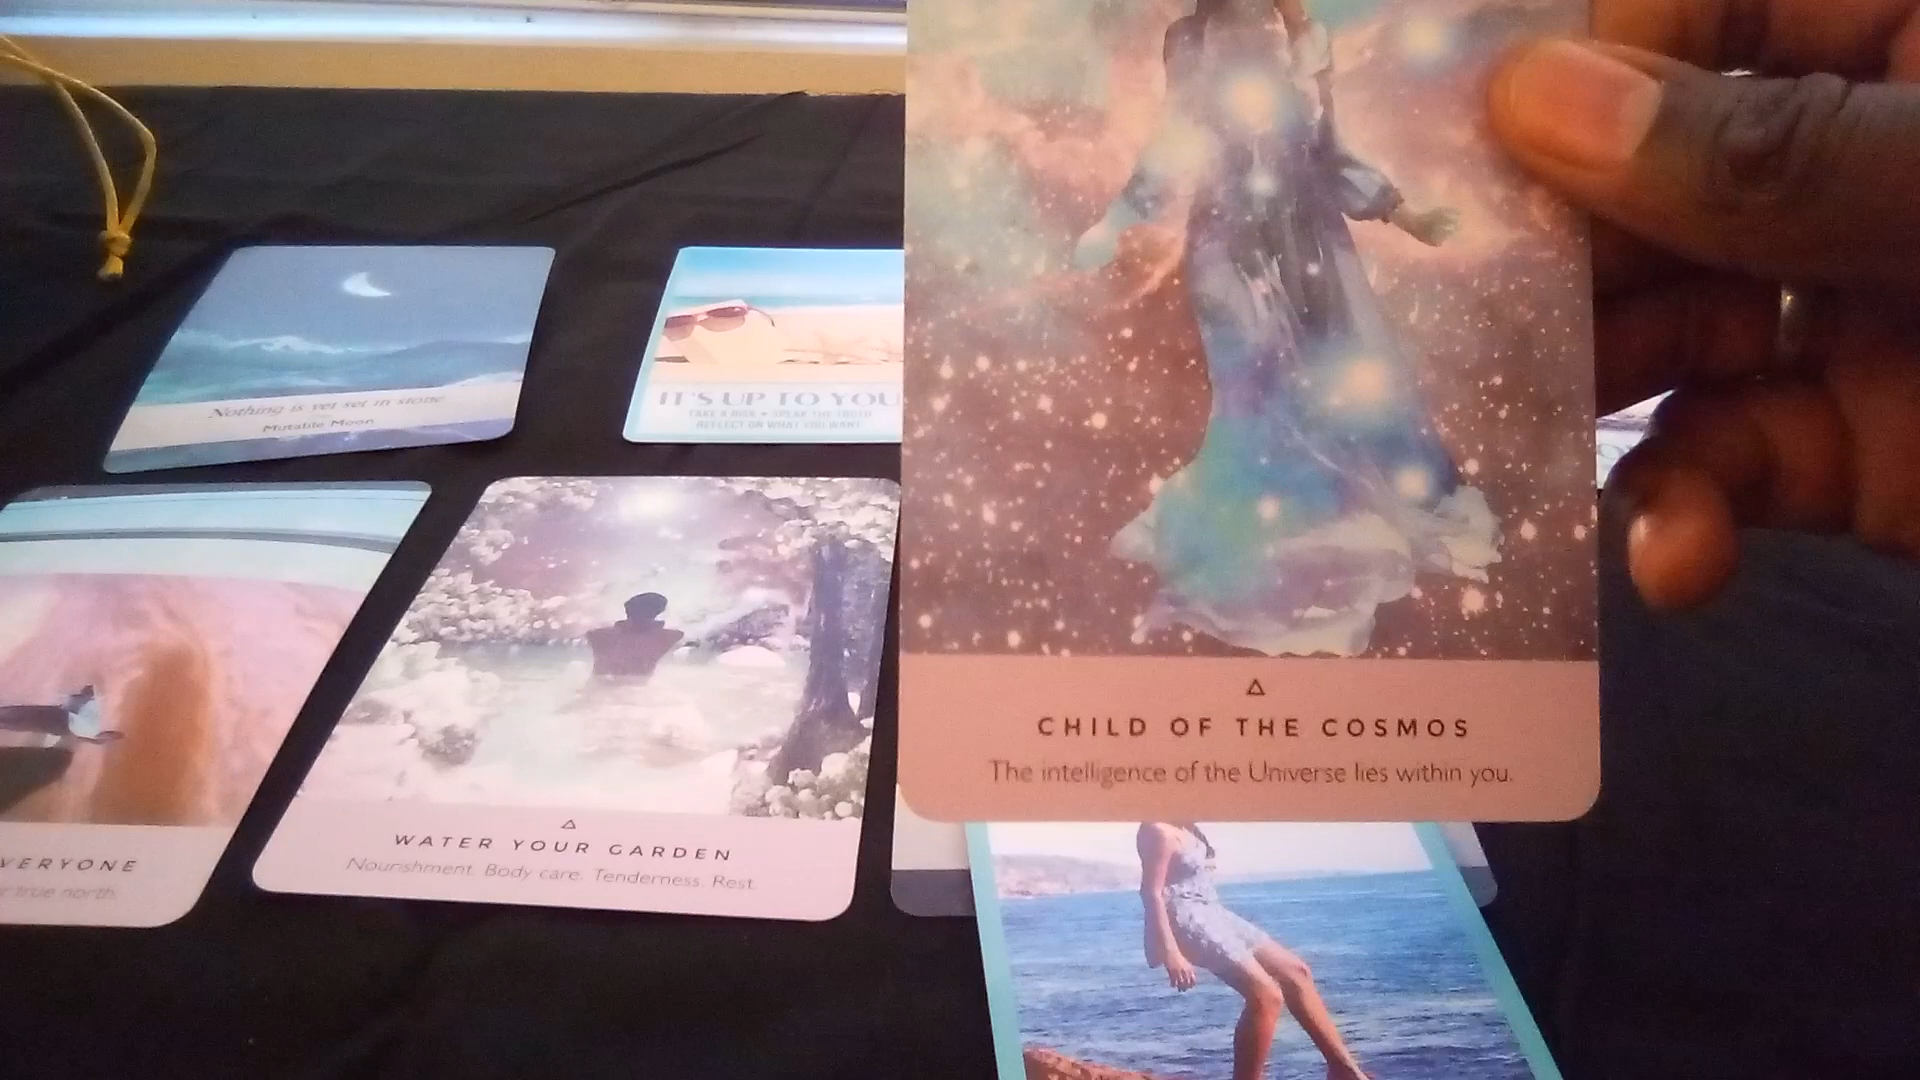 Nothing is yet set in stone
Mutable Moon
IT'S UP TO YOU
TAKE A RISK • SPEAK THE TRUTH
REFLECT ON WHAT YOU WANT
VERYONE
true north.
WATER YOUR GARDEN
Nourishment. Body care. Tenderness. Rest.
CHILD OF THE COSMOS
The intelligence of the Universe lies within you.